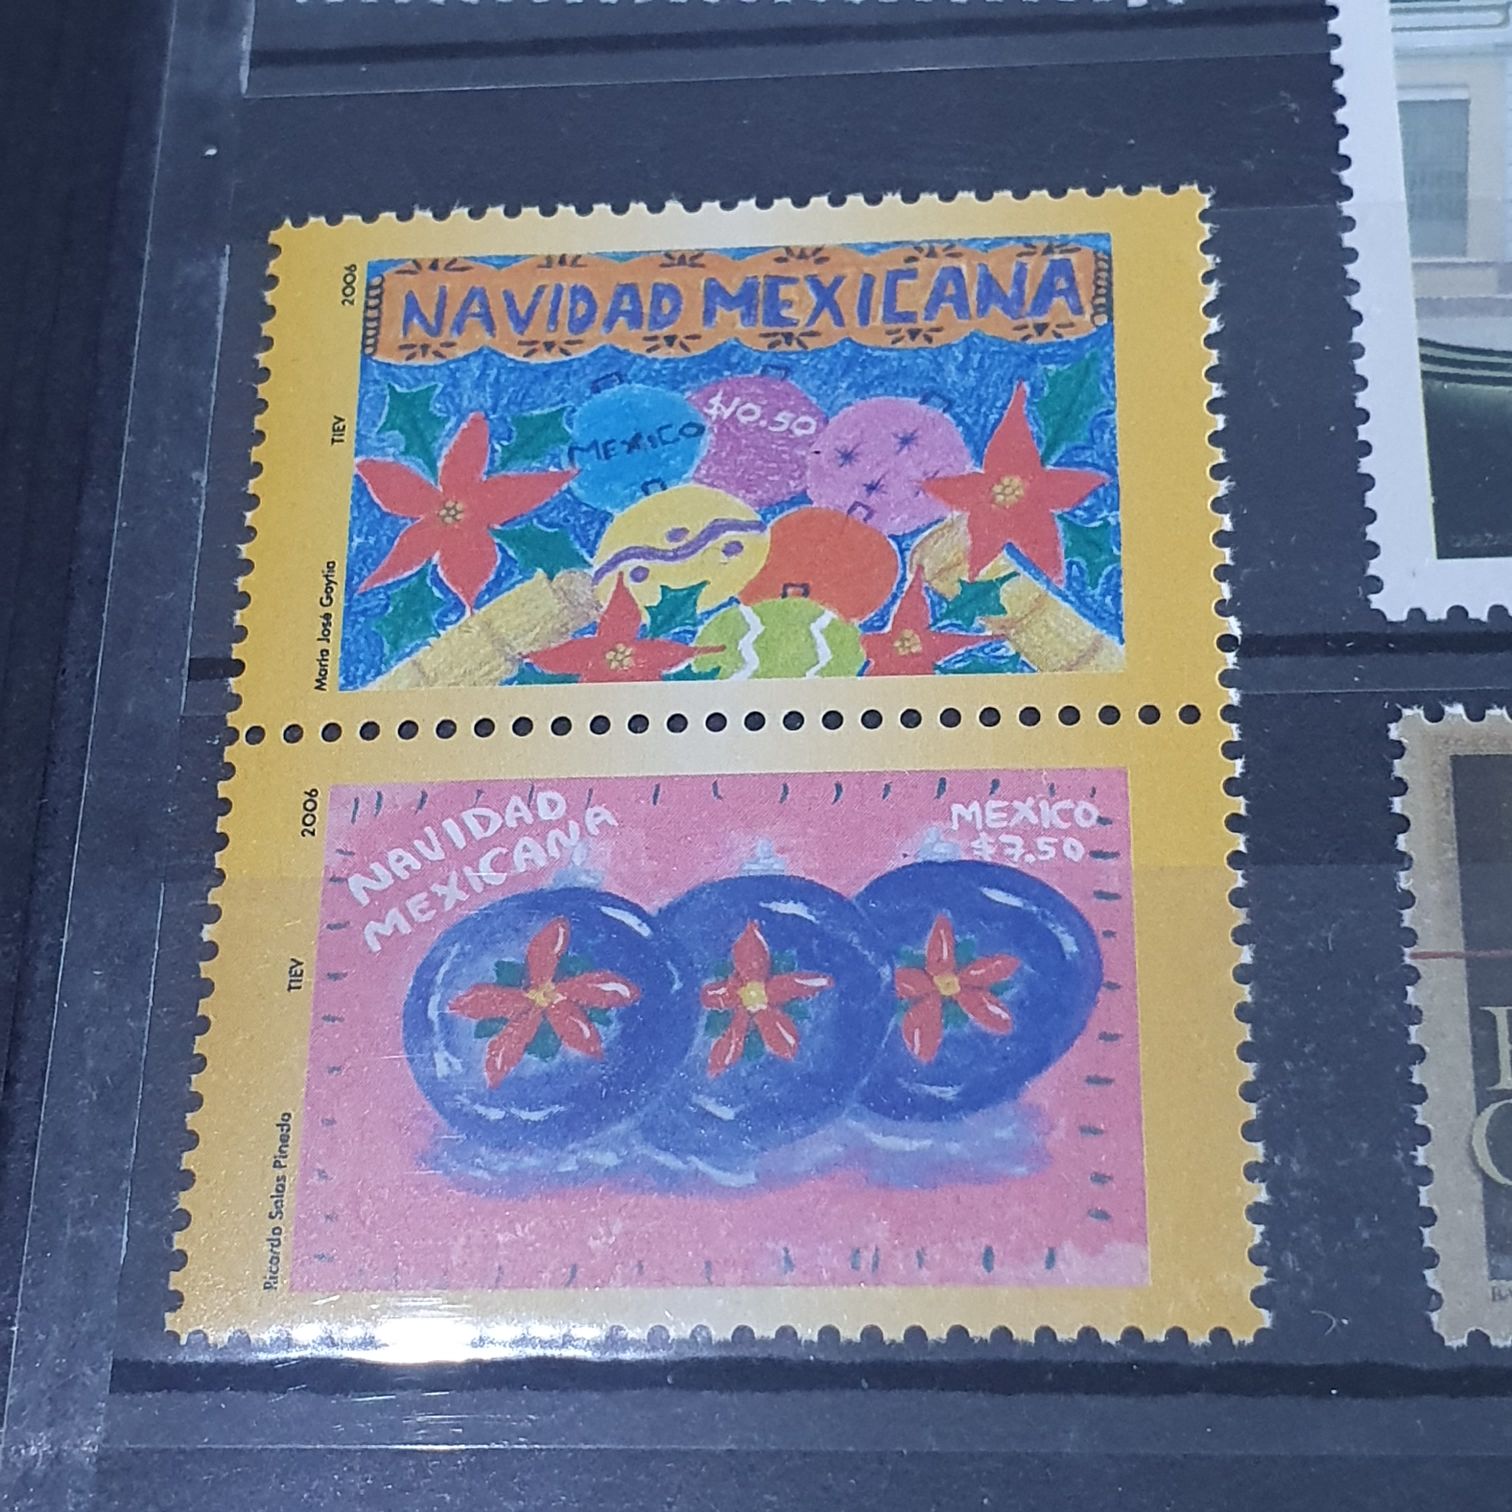 NAVIDAD MEXICANA
MEXICO
$10.50
2006
TIEV
María José Goytia
NAVIDAD
MEXICANA
MEXICO
$7.50
2006
TIEV
Ricardo Salas Pineda